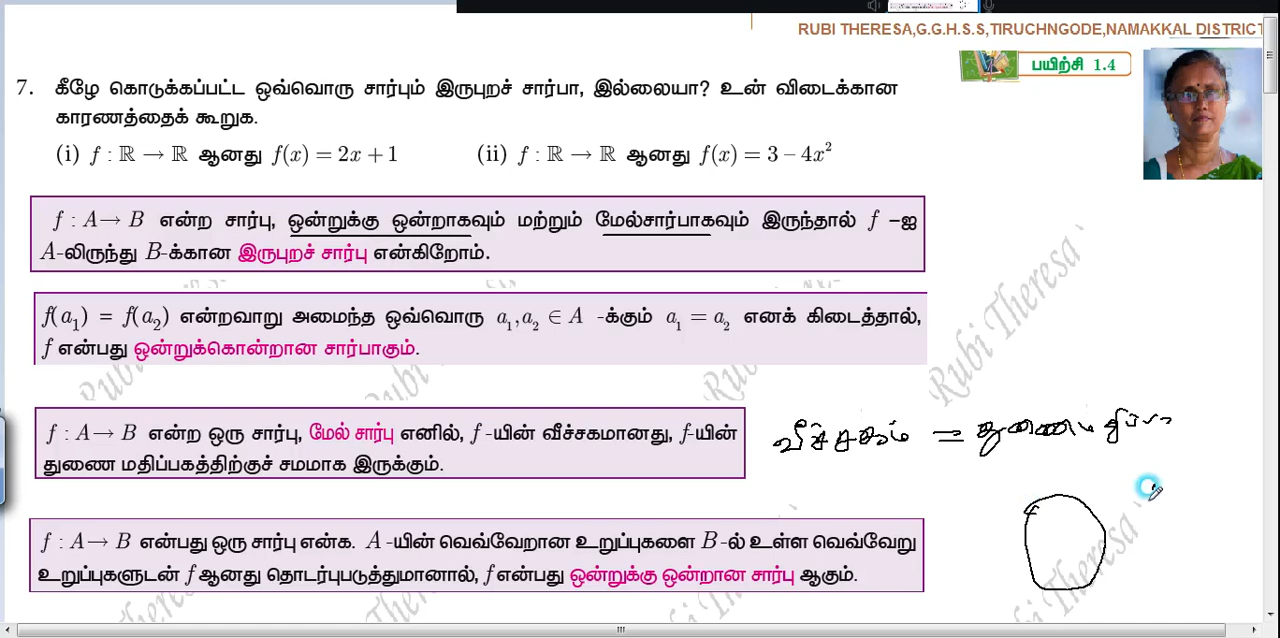 RUBI THERESA,G.G.H.S.S,TIRUCHNGODE,NAMAKKAL DISTRICT
பயிற்சி 1.4
7. கீழே கொடுக்கப்பட்ட ஒவ்வொரு சார்பும் இருபுறச் சார்பா, இல்லையா? உன் விடைக்கான
காரணத்தைக் கூறுக.
(i) f : ℝ → ℝ ஆனது f(x) = 2x + 1 (ii) f : ℝ → ℝ ஆனது f(x) = 3 – 4x²
f : A → B என்ற சார்பு, ஒன்றுக்கு ஒன்றாகவும் மற்றும் மேல்சார்பாகவும் இருந்தால் f –ஐ
A-லிருந்து B-க்கான இருபுறச் சார்பு என்கிறோம்.
f(a₁) = f(a₂) என்றவாறு அமைந்த ஒவ்வொரு a₁,a₂ ∈ A -க்கும் a₁ = a₂ எனக் கிடைத்தால்,
f என்பது ஒன்றுக்கொன்றான சார்பாகும்.
Rubi Theresa
f : A → B என்ற ஒரு சார்பு, மேல் சார்பு எனில், f -யின் வீச்சகமானது, f-யின்
துணை மதிப்பகத்திற்குச் சமமாக இருக்கும்.
வீச்சகம் =
f : A → B என்பது ஒரு சார்பு என்க. A -யின் வெவ்வேறான உறுப்புகளை B-ல் உள்ள வெவ்வேறு
உறுப்புகளுடன் f ஆனது தொடர்புபடுத்துமானால், f என்பது ஒன்றுக்கு ஒன்றான சார்பு ஆகும்.